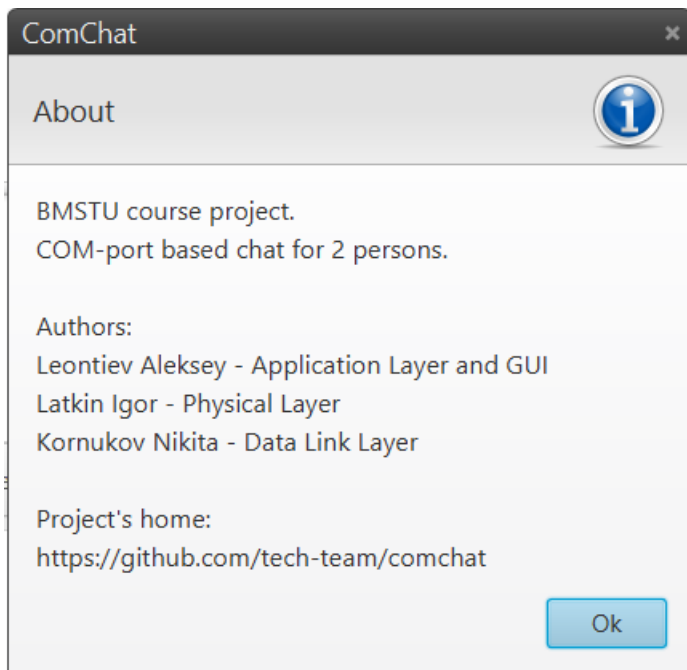 ComChat
About
BMSTU course project.
COM-port based chat for 2 persons.
Authors:
Leontiev Aleksey - Application Layer and GUI
Latkin Igor - Physical Layer
Kornukov Nikita - Data Link Layer
Project's home:
https://github.com/tech-team/comchat
Ok